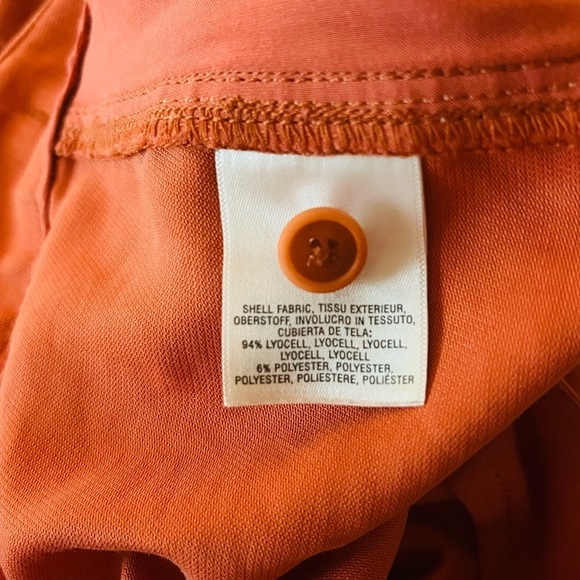 SHELL FABRIC, TISSU EXTERIEUR,
OBERSTOFF, INVOLUCRO IN TESSUTO,
CUBIERTA DE TELA:
94% LYOCELL, LYOCELL, LYOCELL,
LYOCELL, LYOCELL
6% POLYESTER, POLYESTER,
POLYESTER, POLIESTERE, POLIÉSTER